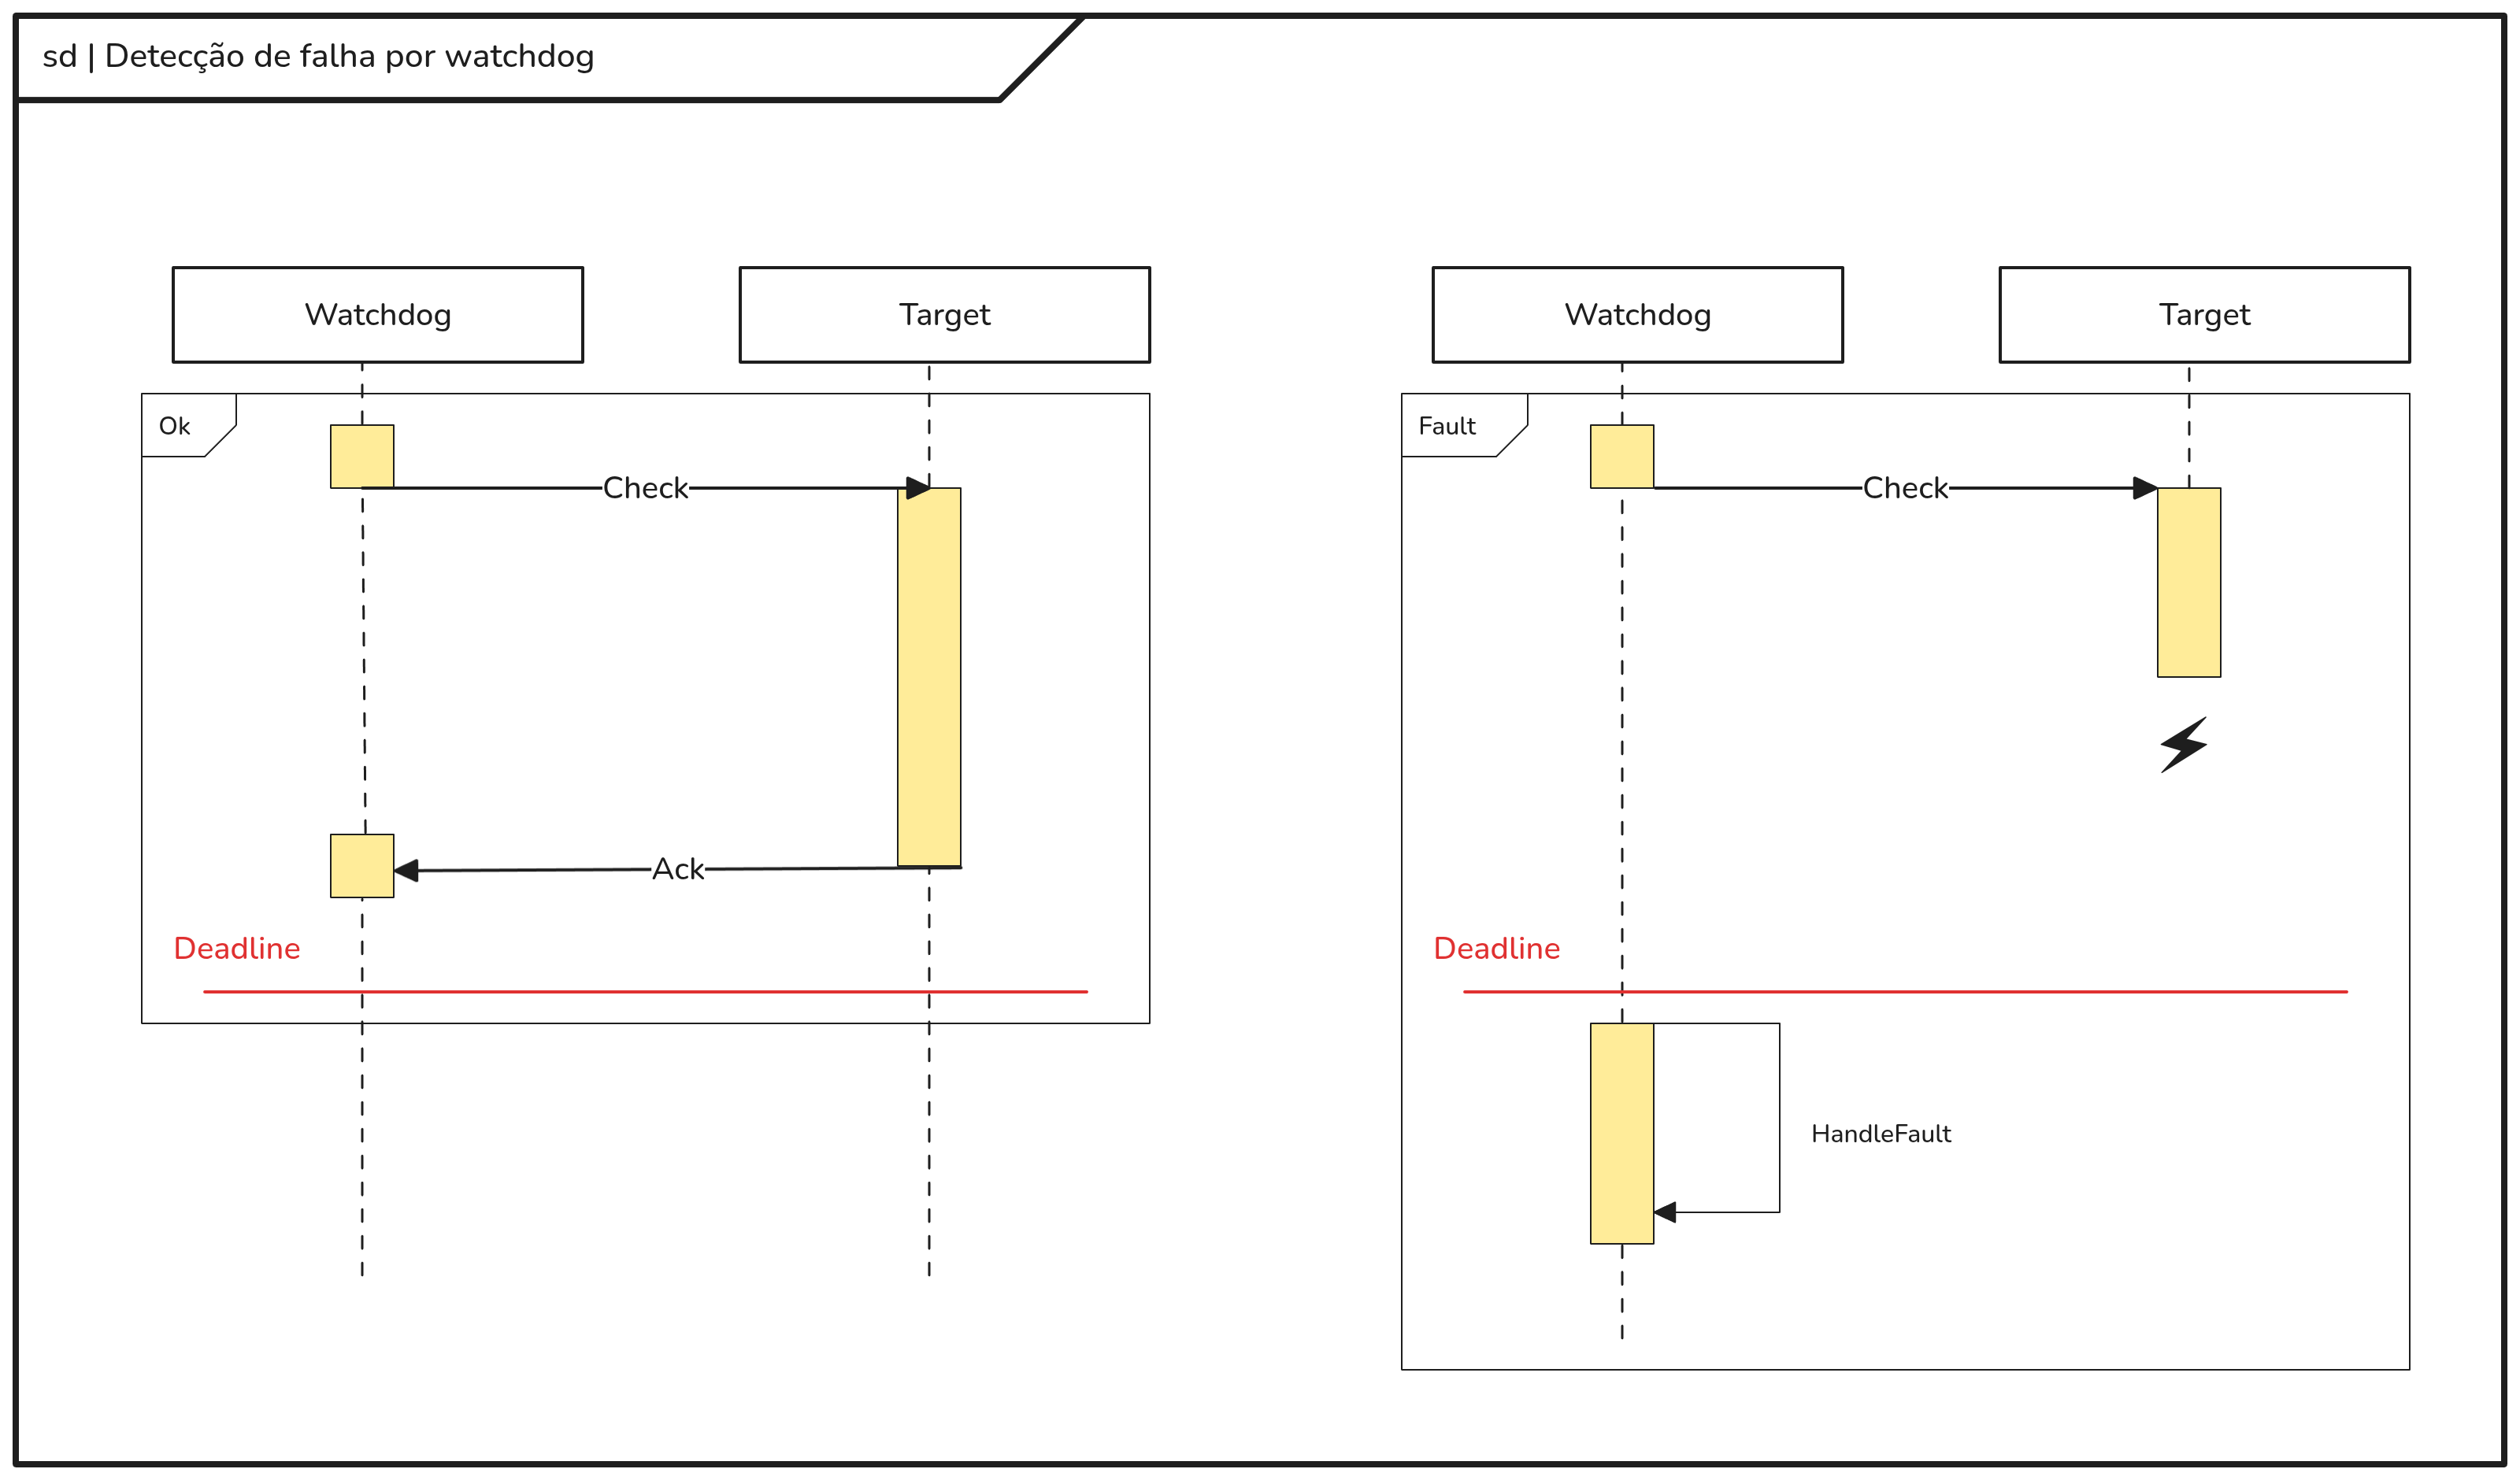 sd | Detecção de falha por watchdog
Watchdog
Target
Ok
Check
Ack
Deadline
Watchdog
Target
Fault
Check
Deadline
HandleFault